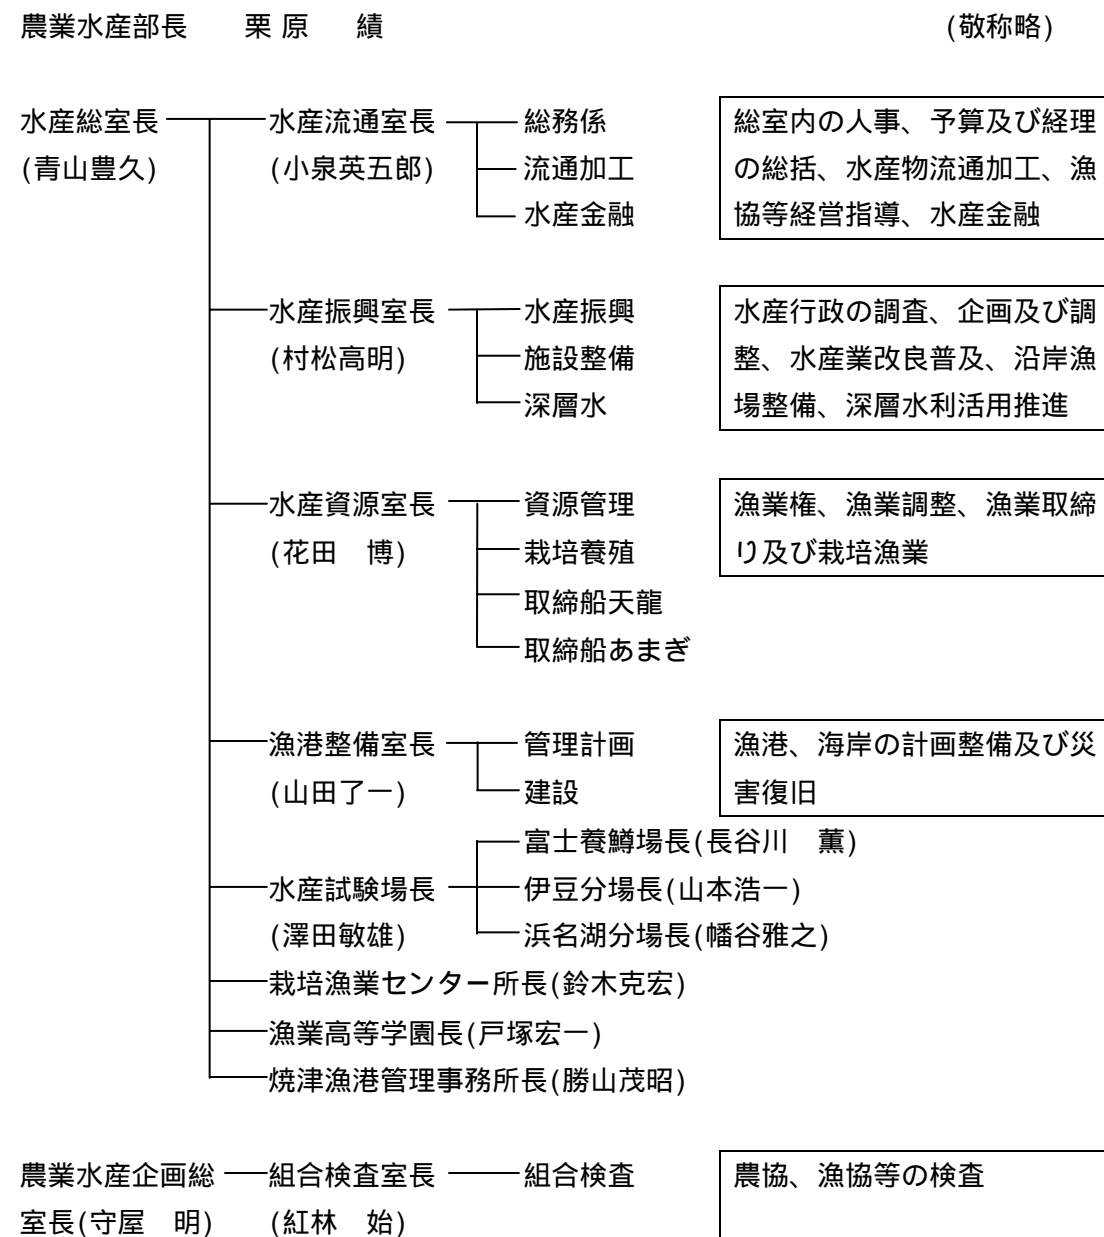 農業水産部長　栗原　績　(敬称略)
水産総室長　水産流通室長　総務係　総室内の人事、予算及び経理
(青山豊久)　(小泉英五郎)　流通加工　の総括、水産物流通加工、漁
水産金融　協等経営指導、水産金融
水産振興室長　水産振興　水産行政の調査、企画及び調
(村松高明)　施設整備　整、水産業改良普及、沿岸漁
深層水　場整備、深層水利活用推進
水産資源室長　資源管理　漁業権、漁業調整、漁業取締
(花田　博)　栽培養殖　り及び栽培漁業
取締船天龍
取締船あまぎ
漁港整備室長　管理計画　漁港、海岸の計画整備及び災
(山田了一)　建設　害復旧
富士養鱒場長(長谷川　薫)
水産試験場長　伊豆分場長(山本浩一)
(澤田敏雄)　浜名湖分場長(幡谷雅之)
栽培漁業センター所長(鈴木克宏)
漁業高等学園長(戸塚宏一)
焼津漁港管理事務所長(勝山茂昭)
農業水産企画総　組合検査室長　組合検査　農協、漁協等の検査
室長(守屋　明)　(紅林　始)